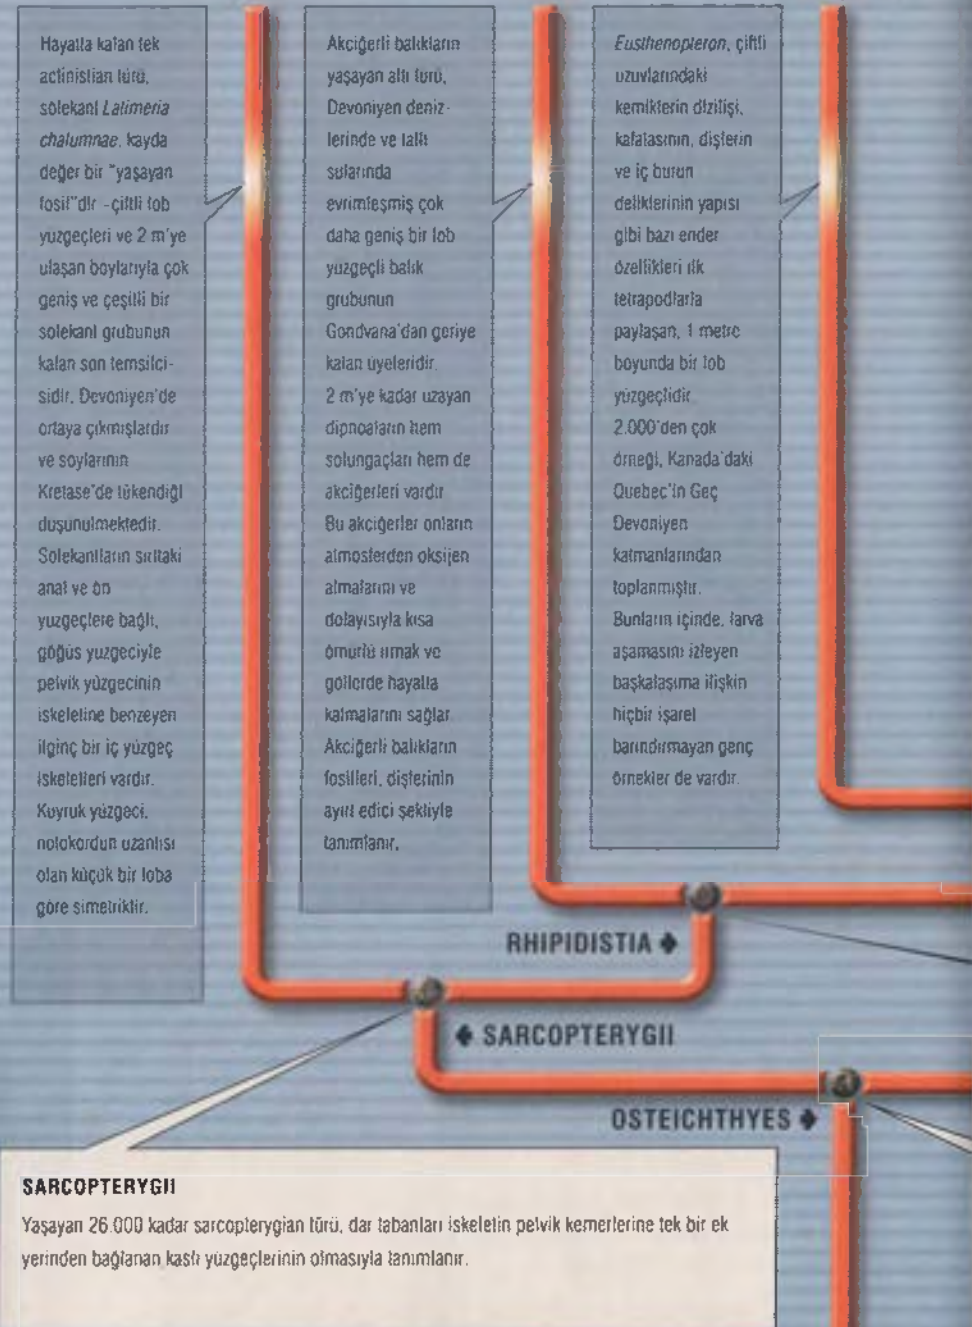 Hayatta kalan tek
actinistian türü,
sölekant Latimeria
chalumnae, kayda
değer bir "yaşayan
fosil"dir -çiftli lob
yüzgeçleri ve 2 m'ye
ulaşan boylarıyla çok
geniş ve çeşitli bir
sölekant grubunun
kalan son temsilci-
sidir. Devoniyen'de
ortaya çıkmışlardır
ve soylarının
Kretase'de tükendiği
düşünülmektedir.
Sölekantların sırttaki
anal ve ön
yüzgeçlere bağlı,
göğüs yüzgeciyle
pelvik yüzgecinin
iskeletine benzeyen
ilginç bir iç yüzgeç
iskeletleri vardır.
Kuyruk yüzgeci,
notokordun uzantısı
olan küçük bir loba
göre simetriktir.
Akciğerli balıkların
yaşayan altı türü,
Devoniyen deniz-
lerinde ve tatlı
sularında
evrimleşmiş çok
daha geniş bir lob
yüzgeçli balık
grubunun
Gondvana'dan geriye
kalan üyeleridir.
2 m'ye kadar uzayan
dipnoaların hem
solungaçları hem de
akciğerleri vardır
Bu akciğerler onların
atmosferden oksijen
almalarını ve
dolayısıyla kısa
ömürlü ırmak ve
göllerde hayatta
kalmalarını sağlar.
Akciğerli balıkların
fosilleri, dişlerinin
ayırt edici şekliyle
tanımlanır.
Eusthenopteron, çiftli
uzuvlarındaki
kemiklerin dizilişi,
kafatasının, dişlerin
ve iç burun
deliklerinin yapısı
gibi bazı ender
özellikleri ilk
tetrapodlarla
paylaşan, 1 metre
boyunda bir lob
yüzgeçlidir.
2.000'den çok
örneği, Kanada'daki
Quebec'in Geç
Devoniyen
katmanlarından
toplanmıştır.
Bunların içinde, larva
aşamasını izleyen
başkalaşıma ilişkin
hiçbir işaret
barındırmayan genç
örnekler de vardır.
RHIPIDISTIA
SARCOPTERYGII
OSTEICHTHYES
SARCOPTERYGII
Yaşayan 26.000 kadar sarcopterygian türü, dar tabanları iskeletin pelvik kemerlerine tek bir ek
yerinden bağlanan kaslı yüzgeçlerinin olmasıyla tanımlanır.